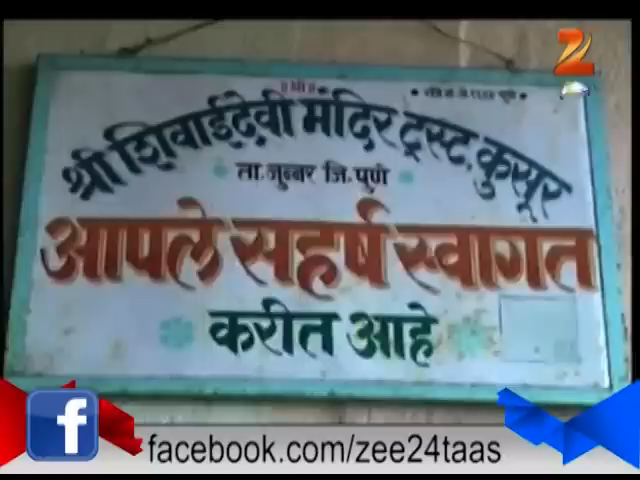 ॥ श्री ॥
श्री शिवाईदेवी मंदिर ट्रस्ट, कुसूर
ता. जुन्नर जि. पुणे
आपले सहर्ष स्वागत
करीत आहे
facebook.com/zee24taas